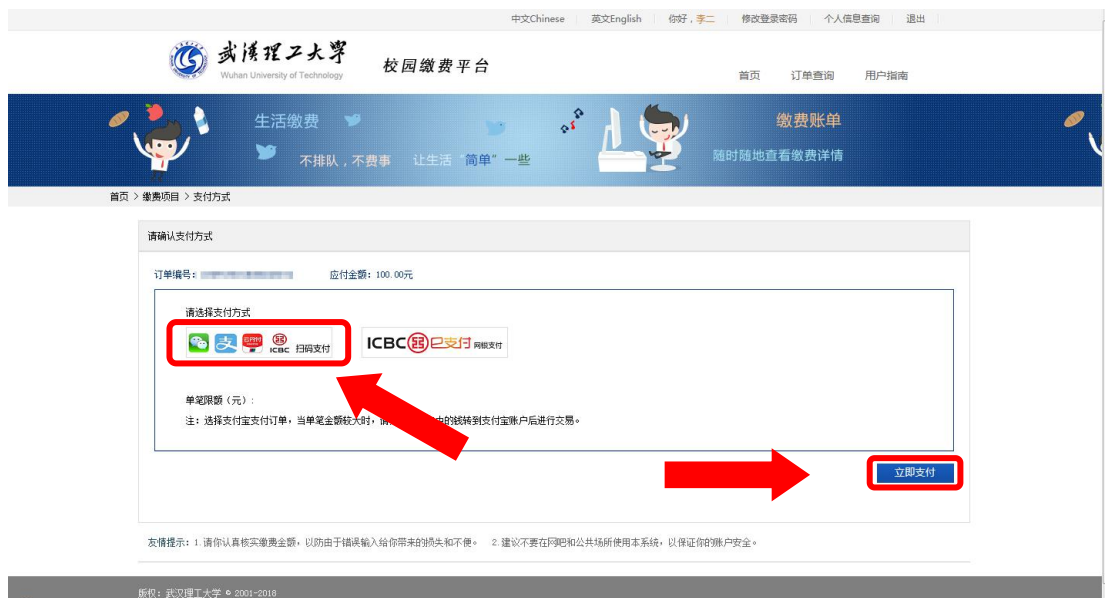 中文Chinese 英文English 你好，李二 修改登录密码 个人信息查询 退出
武漢理工大學
Wuhan University of Technology
校园缴费平台
首页 订单查询 用户指南
生活缴费
不排队，不费事 让生活“简单”一些
缴费账单
随时随地查看缴费详情
首页 > 缴费项目 > 支付方式
请确认支付方式
订单编号： 应付金额：100.00元
请选择支付方式
ICBC 扫码支付 ICBC e支付 网银支付
单笔限额（元）：
注：选择支付宝支付订单，当单笔金额较大时， 的钱转到支付宝账户后进行交易。
立即支付
友情提示：1.请你认真核实缴费金额，以防由于错误输入给你带来的损失和不便。 2.建议不要在网吧和公共场所使用本系统，以保证你的账户安全。
版权：武汉理工大学 © 2001-2018